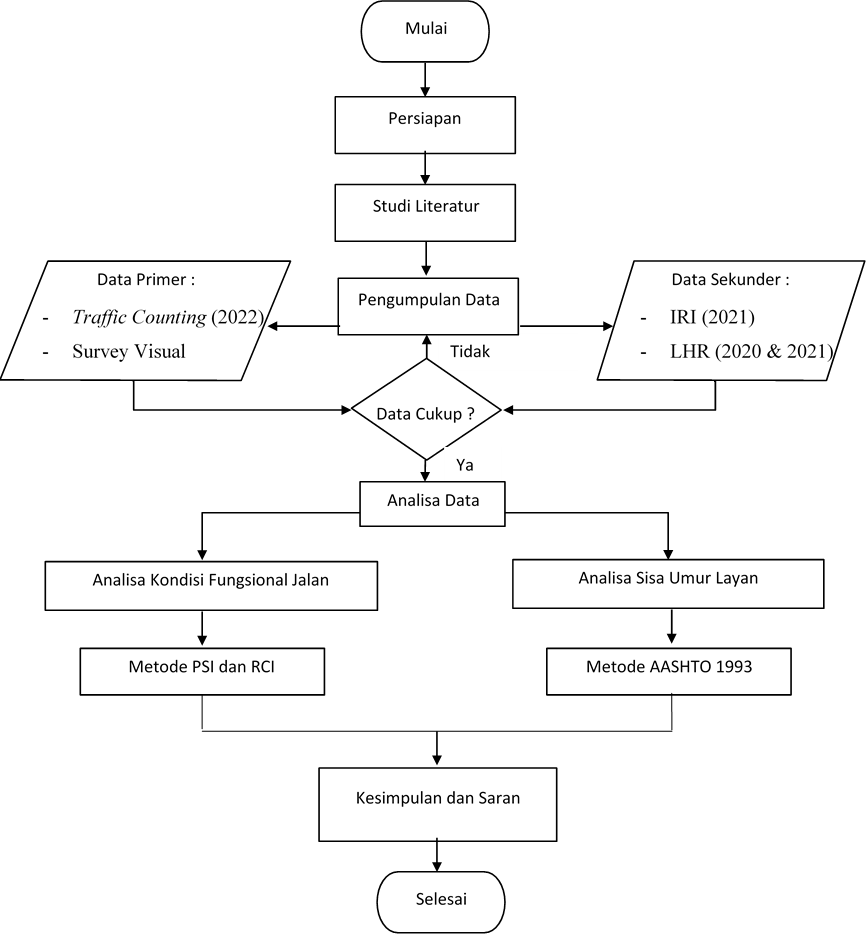 Mulai
Persiapan
Studi Literatur
Pengumpulan Data
Data Primer :
- Traffic Counting (2022)
- Survey Visual
Data Sekunder :
- IRI (2021)
- LHR (2020 & 2021)
Tidak
Data Cukup ?
Ya
Analisa Data
Analisa Kondisi Fungsional Jalan
Analisa Sisa Umur Layan
Metode PSI dan RCI
Metode AASHTO 1993
Kesimpulan dan Saran
Selesai